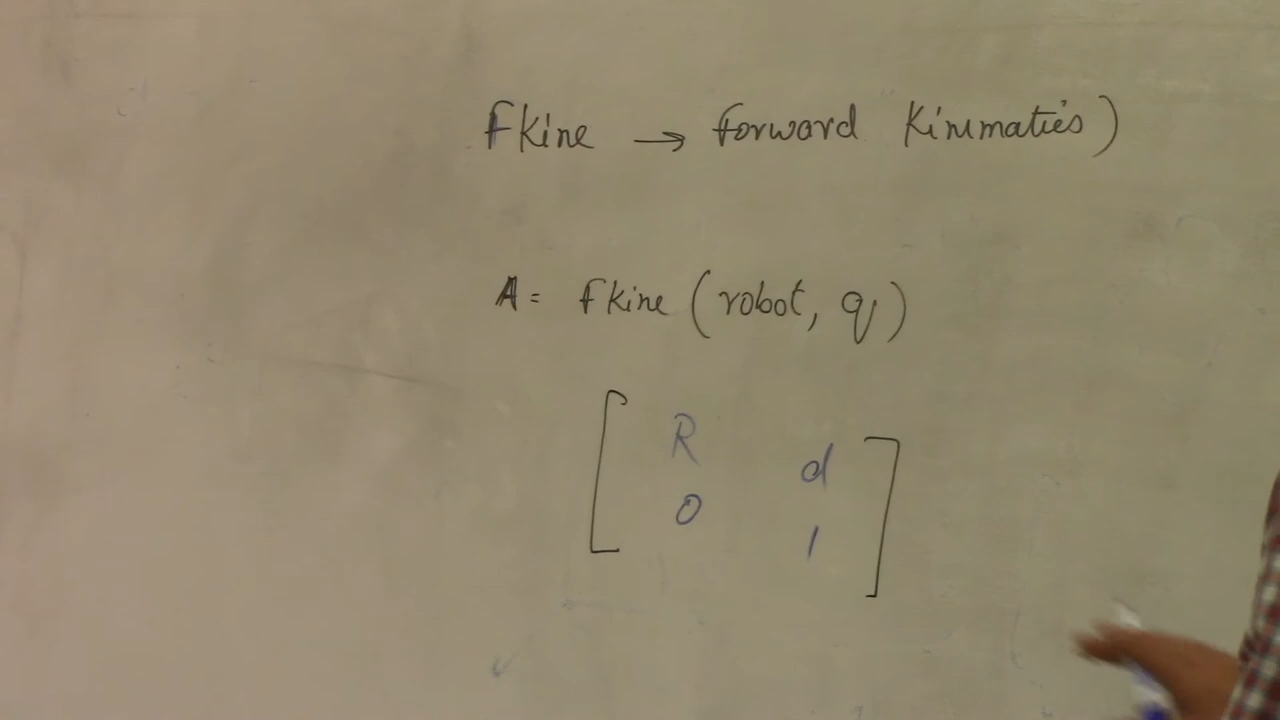 fkine → forward Kinematics)
A = fkine (robot, q)
R d
0 1